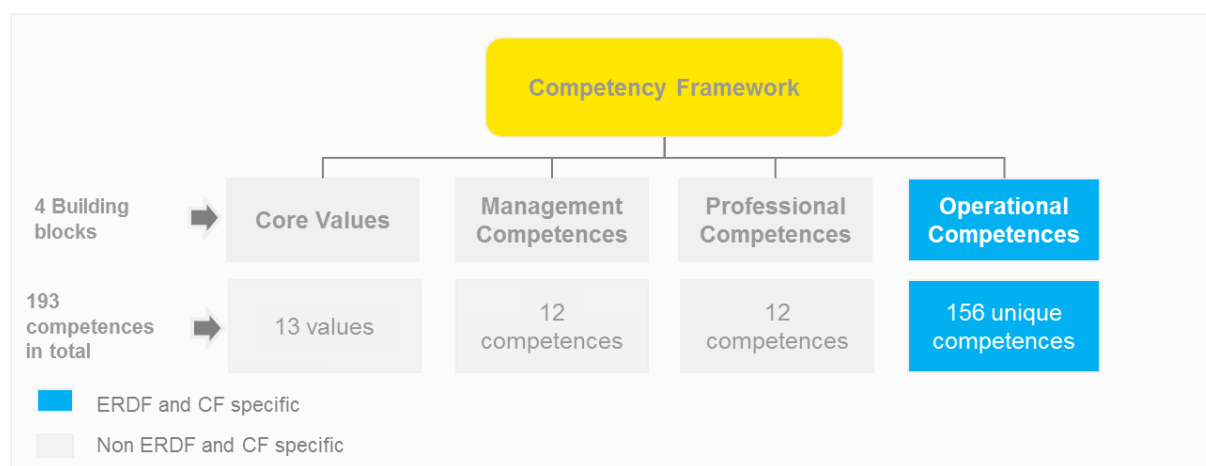 Competency Framework
4 Building
blocks
Core Values
Management
Competences
Professional
Competences
Operational
Competences
193
competences
in total
13 values
12
competences
12
competences
156 unique
competences
ERDF and CF specific
Non ERDF and CF specific